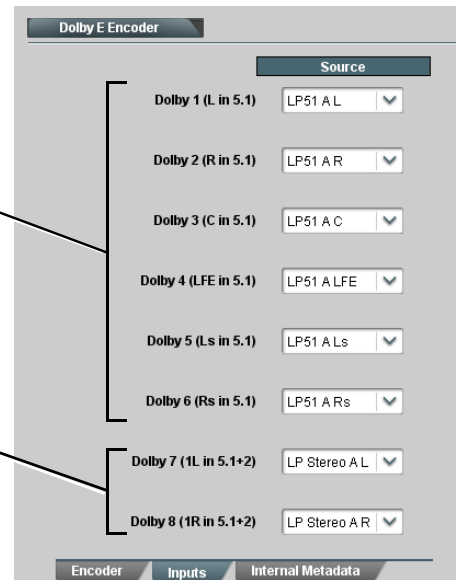 Dolby E Encoder
Source
Dolby 1 (L in 5.1) LP51 A L
Dolby 2 (R in 5.1) LP51 A R
Dolby 3 (C in 5.1) LP51 A C
Dolby 4 (LFE in 5.1) LP51 A LFE
Dolby 5 (Ls in 5.1) LP51 A Ls
Dolby 6 (Rs in 5.1) LP51 A Rs
Dolby 7 (1L in 5.1+2) LP Stereo A L
Dolby 8 (1R in 5.1+2) LP Stereo A R
Encoder Inputs Internal Metadata